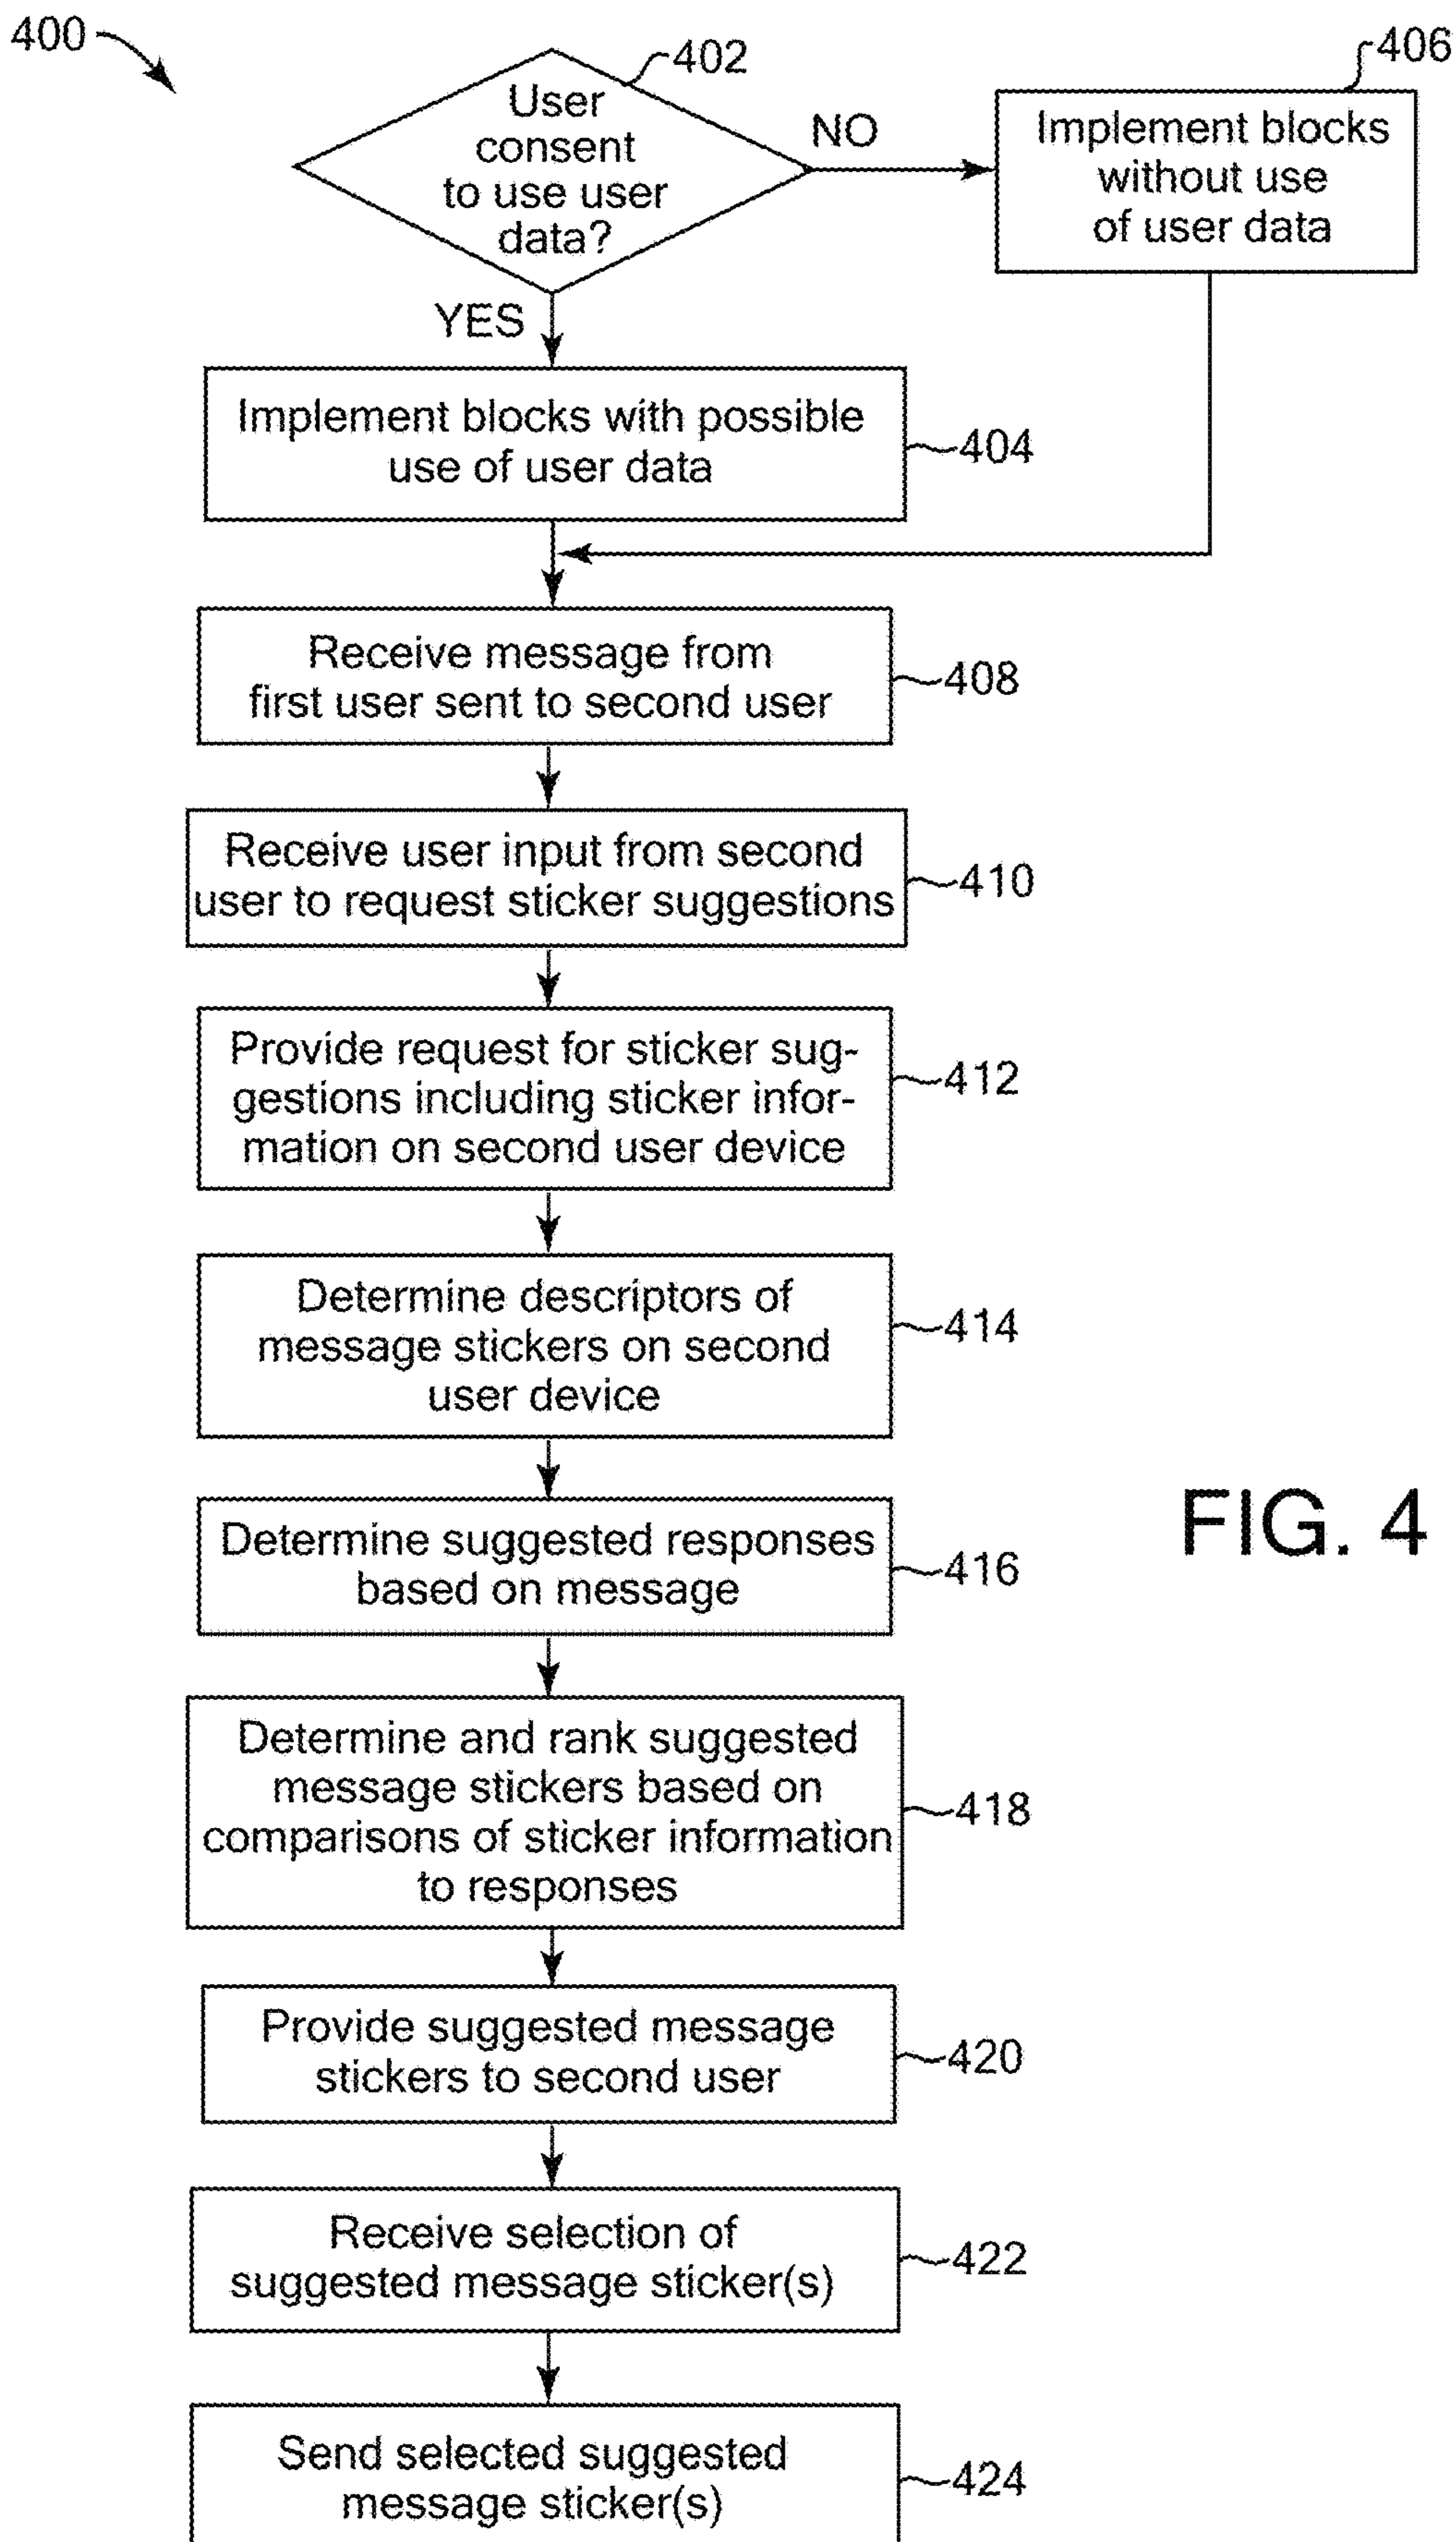 400
402
User
consent
to use user
data?
NO
406
Implement blocks
without use
of user data
YES
Implement blocks with possible
use of user data
404
Receive message from
first user sent to second user
408
Receive user input from second
user to request sticker suggestions
410
Provide request for sticker sug-
gestions including sticker infor-
mation on second user device
412
Determine descriptors of
message stickers on second
user device
414
Determine suggested responses
based on message
416
FIG. 4
Determine and rank suggested
message stickers based on
comparisons of sticker information
to responses
418
Provide suggested message
stickers to second user
420
Receive selection of
suggested message sticker(s)
422
Send selected suggested
message sticker(s)
424